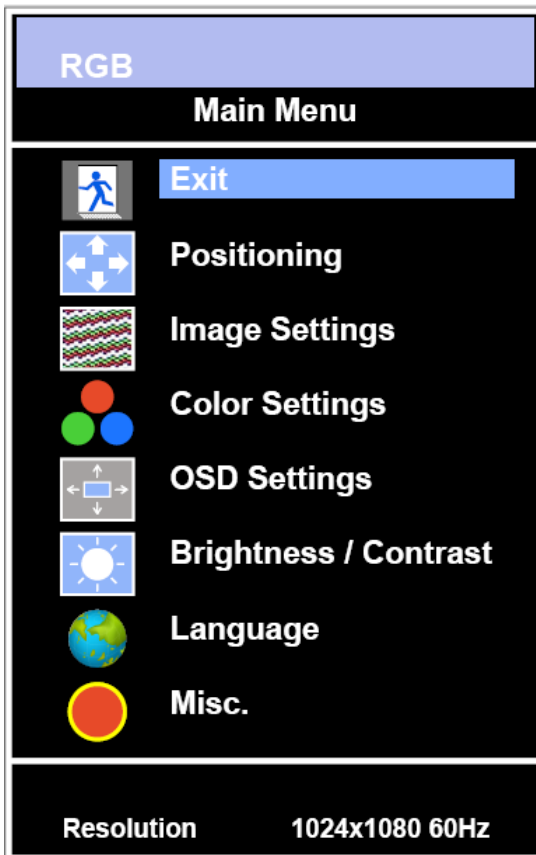 RGB
Main Menu
Exit
Positioning
Image Settings
Color Settings
OSD Settings
Brightness / Contrast
Language
Misc.
Resolution 1024x1080 60Hz